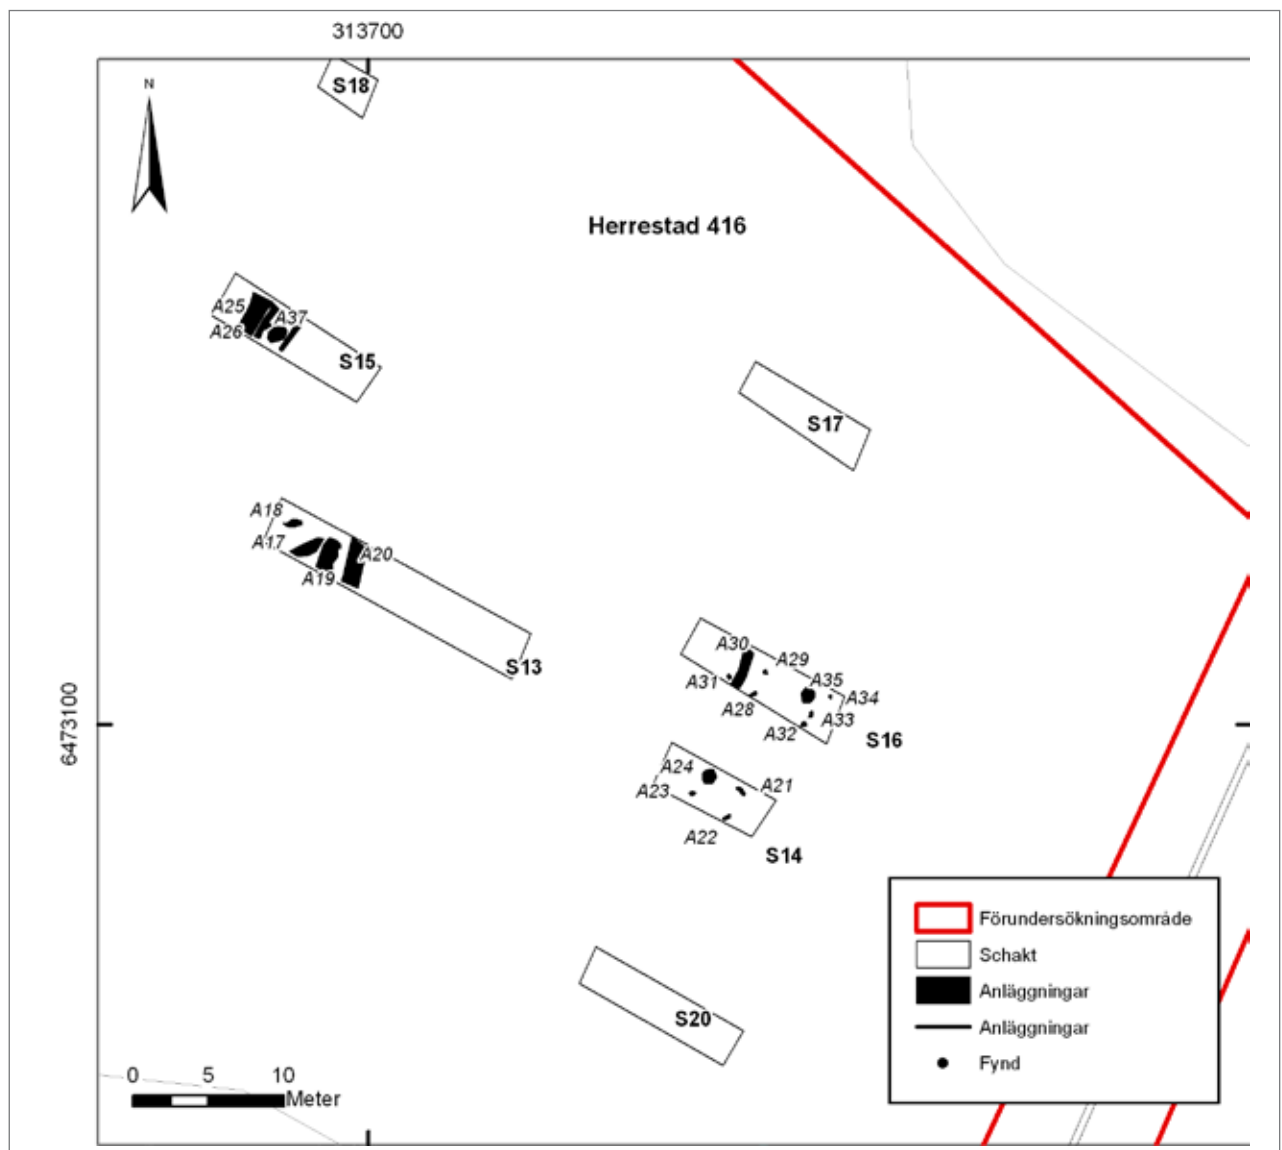 313700
N
S18
Herrestad 416
A25
A37
A26
S15
S17
A18
A17
A20
A19
S13
A30
A29
A31
A35
A34
A28
A33
A32
S16
6473100
A24
A21
A23
A22
S14
Förundersökningsområde
Schakt
Anläggningar
Anläggningar
Fynd
S20
0 5 10
Meter